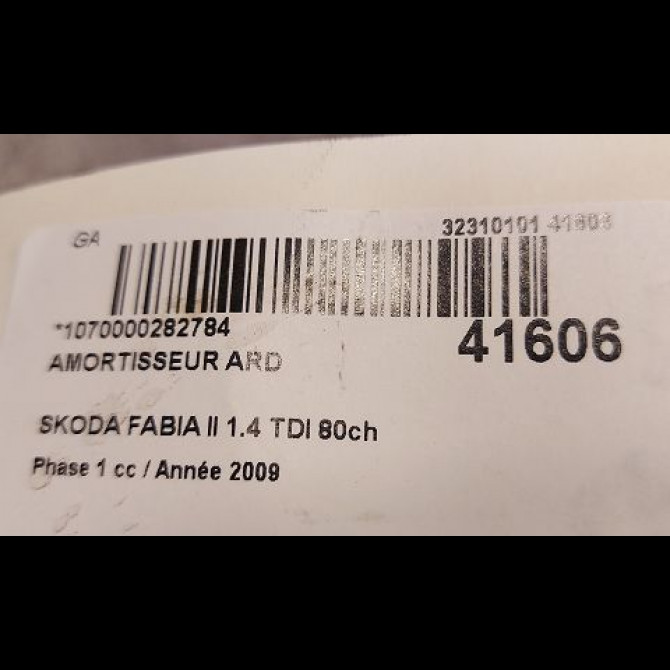 GA
32310101 41606
*1070000282784
41606
AMORTISSEUR ARD
SKODA FABIA II 1.4 TDI 80ch
Phase 1 cc / Année 2009